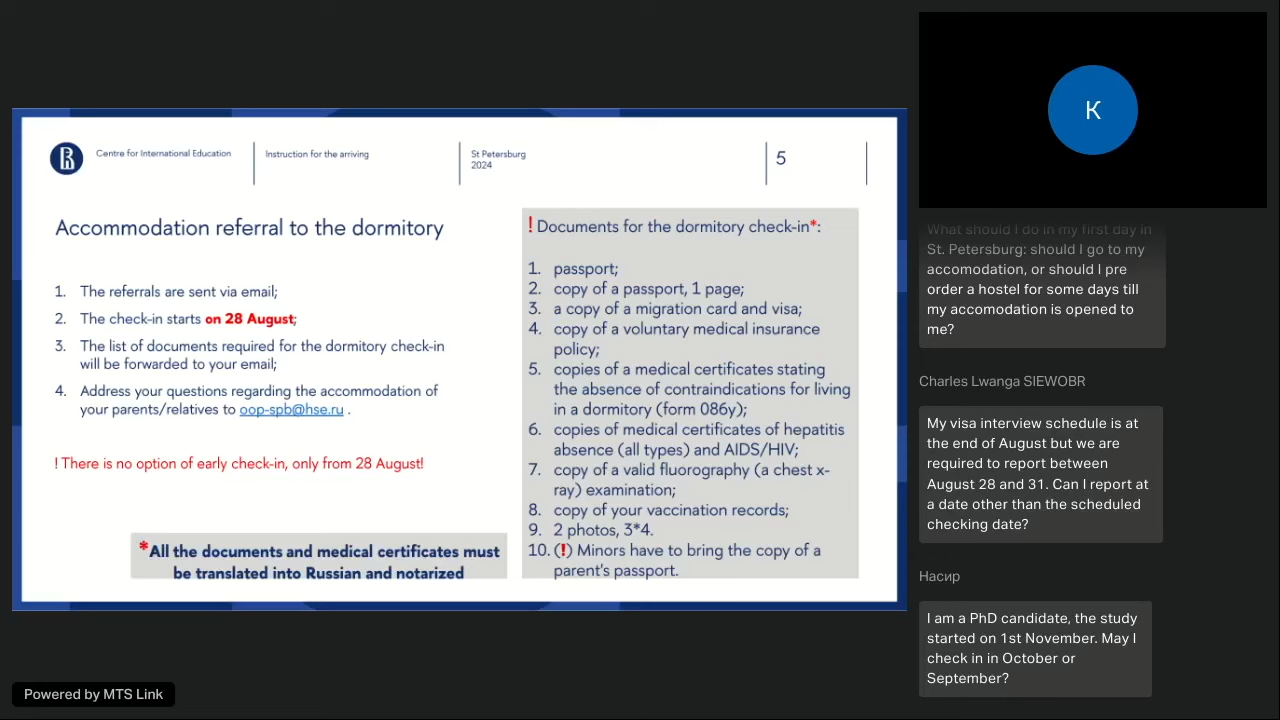 Centre for International Education
Instruction for the arriving
St Petersburg
2024
5
Accommodation referral to the dormitory
1. The referrals are sent via email;
2. The check-in starts on 28 August;
3. The list of documents required for the dormitory check-in
will be forwarded to your email;
4. Address your questions regarding the accommodation of
your parents/relatives to oop-spb@hse.ru .
! There is no option of early check-in, only from 28 August!
*All the documents and medical certificates must
be translated into Russian and notarized
! Documents for the dormitory check-in*:
1. passport;
2. copy of a passport, 1 page;
3. a copy of a migration card and visa;
4. copy of a voluntary medical insurance
policy;
5. copies of a medical certificates stating
the absence of contraindications for living
in a dormitory (form 086y);
6. copies of medical certificates of hepatitis
absence (all types) and AIDS/HIV;
7. copy of a valid fluorography (a chest x-
ray) examination;
8. copy of your vaccination records;
9. 2 photos, 3*4.
10. (!) Minors have to bring the copy of a
parent's passport.
K
What should I do in my first day in
St. Petersburg: should I go to my
accomodation, or should I pre
order a hostel for some days till
my accomodation is opened to
me?
Charles Lwanga SIEWOBR
My visa interview schedule is at
the end of August but we are
required to report between
August 28 and 31. Can I report at
a date other than the scheduled
checking date?
Насир
I am a PhD candidate, the study
started on 1st November. May I
check in in October or
September?
Powered by MTS Link